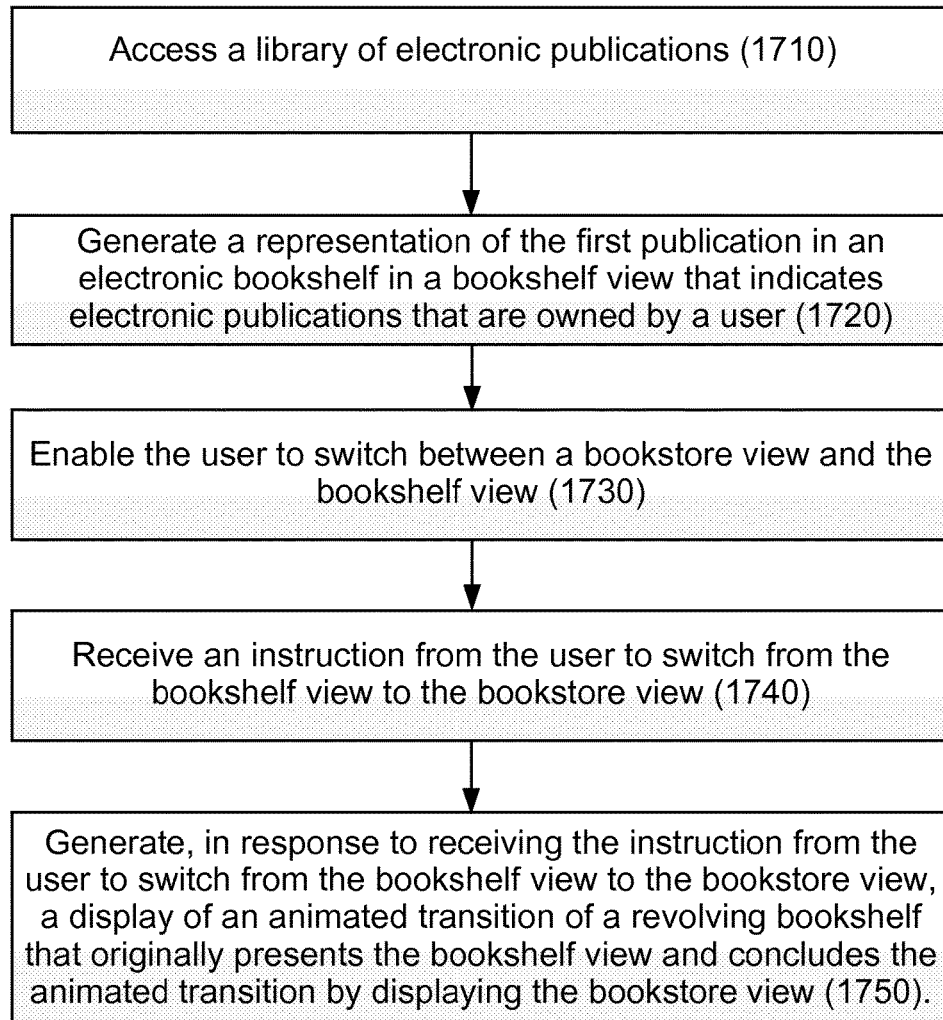 Access a library of electronic publications (1710)
Generate a representation of the first publication in an
electronic bookshelf in a bookshelf view that indicates
electronic publications that are owned by a user (1720)
Enable the user to switch between a bookstore view and the
bookshelf view (1730)
Receive an instruction from the user to switch from the
bookshelf view to the bookstore view (1740)
Generate, in response to receiving the instruction from the
user to switch from the bookshelf view to the bookstore view,
a display of an animated transition of a revolving bookshelf
that originally presents the bookshelf view and concludes the
animated transition by displaying the bookstore view (1750).